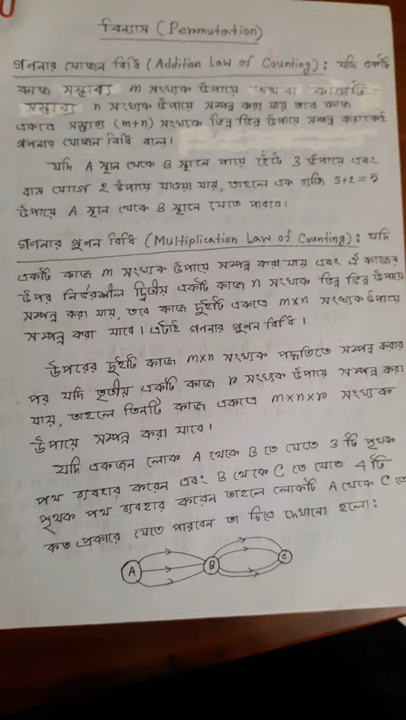 বিন্যাস (Permutation)
গণনার যোজন বিধি (Addition Law of Counting): যদি একটি
কাজ সম্ভাব্য m সংখ্যক উপায়ে অথবা কাজটি
সম্ভাব্য n সংখ্যক উপায়ে সম্পন্ন করা যায় তবে কাজ
একত্রে সম্ভাব্য (m+n) সংখ্যক ভিন্ন ভিন্ন উপায়ে সম্পন্ন করাকেই
গণনার যোজন বিধি বলে।
যদি A স্থান থেকে B স্থানে পায়ে হেঁটে 3 উপায়ে এবং
বাস যোগে 2 উপায়ে যাওয়া যায়, তাহলে এক ব্যক্তি 3+2=5
উপায়ে A স্থান থেকে B স্থানে যেতে পারবে।
গণনার গুণন বিধি (Multiplication Law of Counting): যদি
একটি কাজ m সংখ্যক উপায়ে সম্পন্ন করা যায় এবং ঐ কাজের
উপর নির্ভরশীল দ্বিতীয় একটি কাজ n সংখ্যক ভিন্ন ভিন্ন উপায়ে
সম্পন্ন করা যায়, তবে কাজ দুইটি একত্রে m×n সংখ্যক উপায়ে
সম্পন্ন করা যাবে। এটাই গণনার গুণন বিধি।
উপরের দুইটি কাজ m×n সংখ্যক পদ্ধতিতে সম্পন্ন করার
পর যদি তৃতীয় একটি কাজ p সংখ্যক উপায়ে সম্পন্ন করা
যায়, তাহলে তিনটি কাজ একত্রে m×n×p সংখ্যক
উপায়ে সম্পন্ন করা যাবে।
যদি একজন লোক A থেকে B তে যেতে 3 টি পৃথক
পথ ব্যবহার করেন এবং B থেকে C তে যেতে 4 টি
পৃথক পথ ব্যবহার করেন তাহলে লোকটি A থেকে C তে
কত প্রকারে যেতে পারবেন তা চিত্রে দেখানো হলো:
A B C